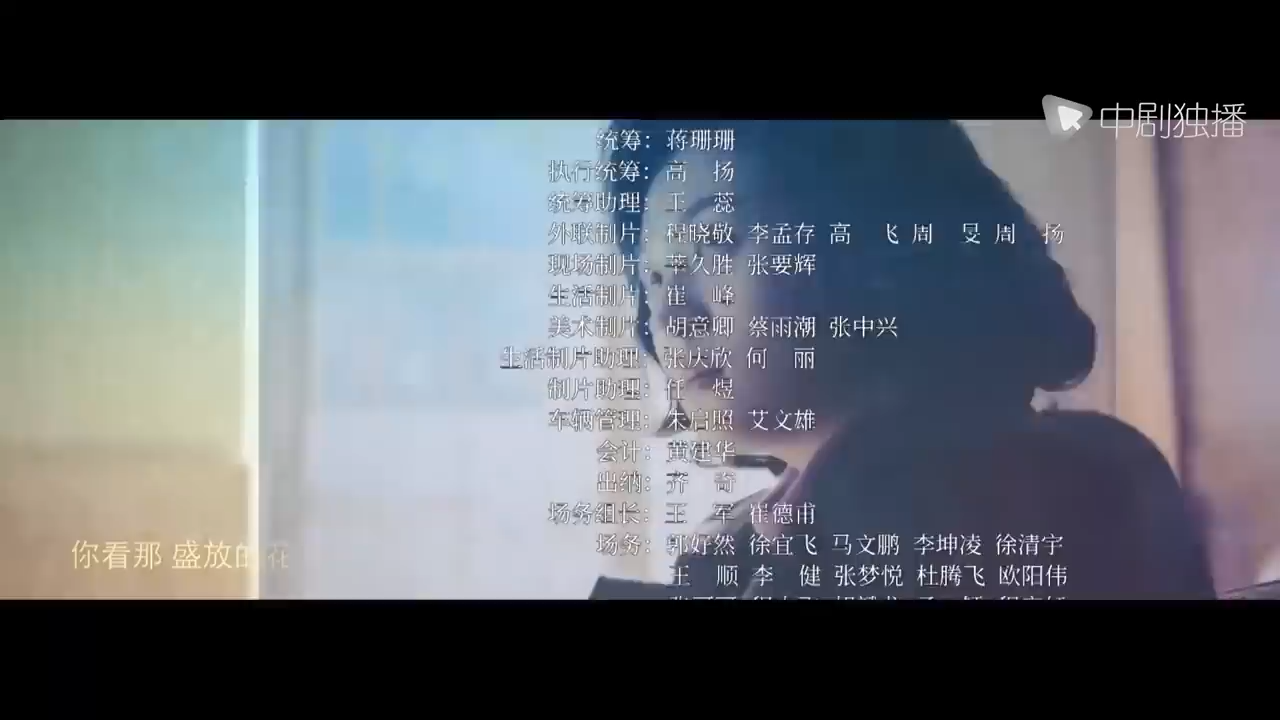 中剧独播
统筹：蒋珊珊
执行统筹：高 扬
统筹助理：王 蕊
外联制片：程晓敬 李孟存 高 飞 周 旻 周 扬
现场制片：莘久胜 张要辉
生活制片：崔 峰
美术制片：胡意卿 蔡雨潮 张中兴
生活制片助理：张庆欣 何 丽
制片助理：任 煜
车辆管理：朱启照 艾文雄
会计：黄建华
出纳：齐 奇
场务组长：王 军 崔德甫
场务：郭好然 徐宜飞 马文鹏 李坤凌 徐清宇
你看那 盛放的花
王 顺 李 健 张梦悦 杜腾飞 欧阳伟